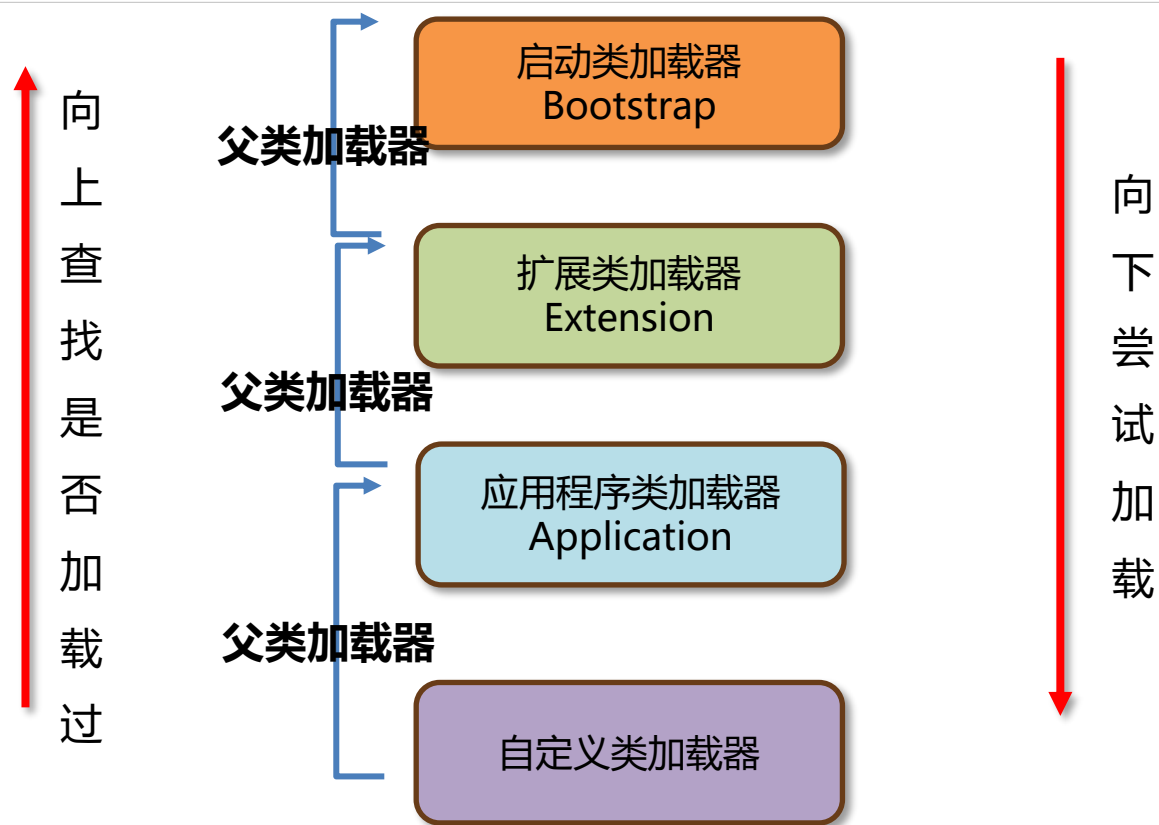 向上查找是否加载过
启动类加载器
Bootstrap
父类加载器
扩展类加载器
Extension
父类加载器
应用程序类加载器
Application
父类加载器
自定义类加载器
向下尝试加载